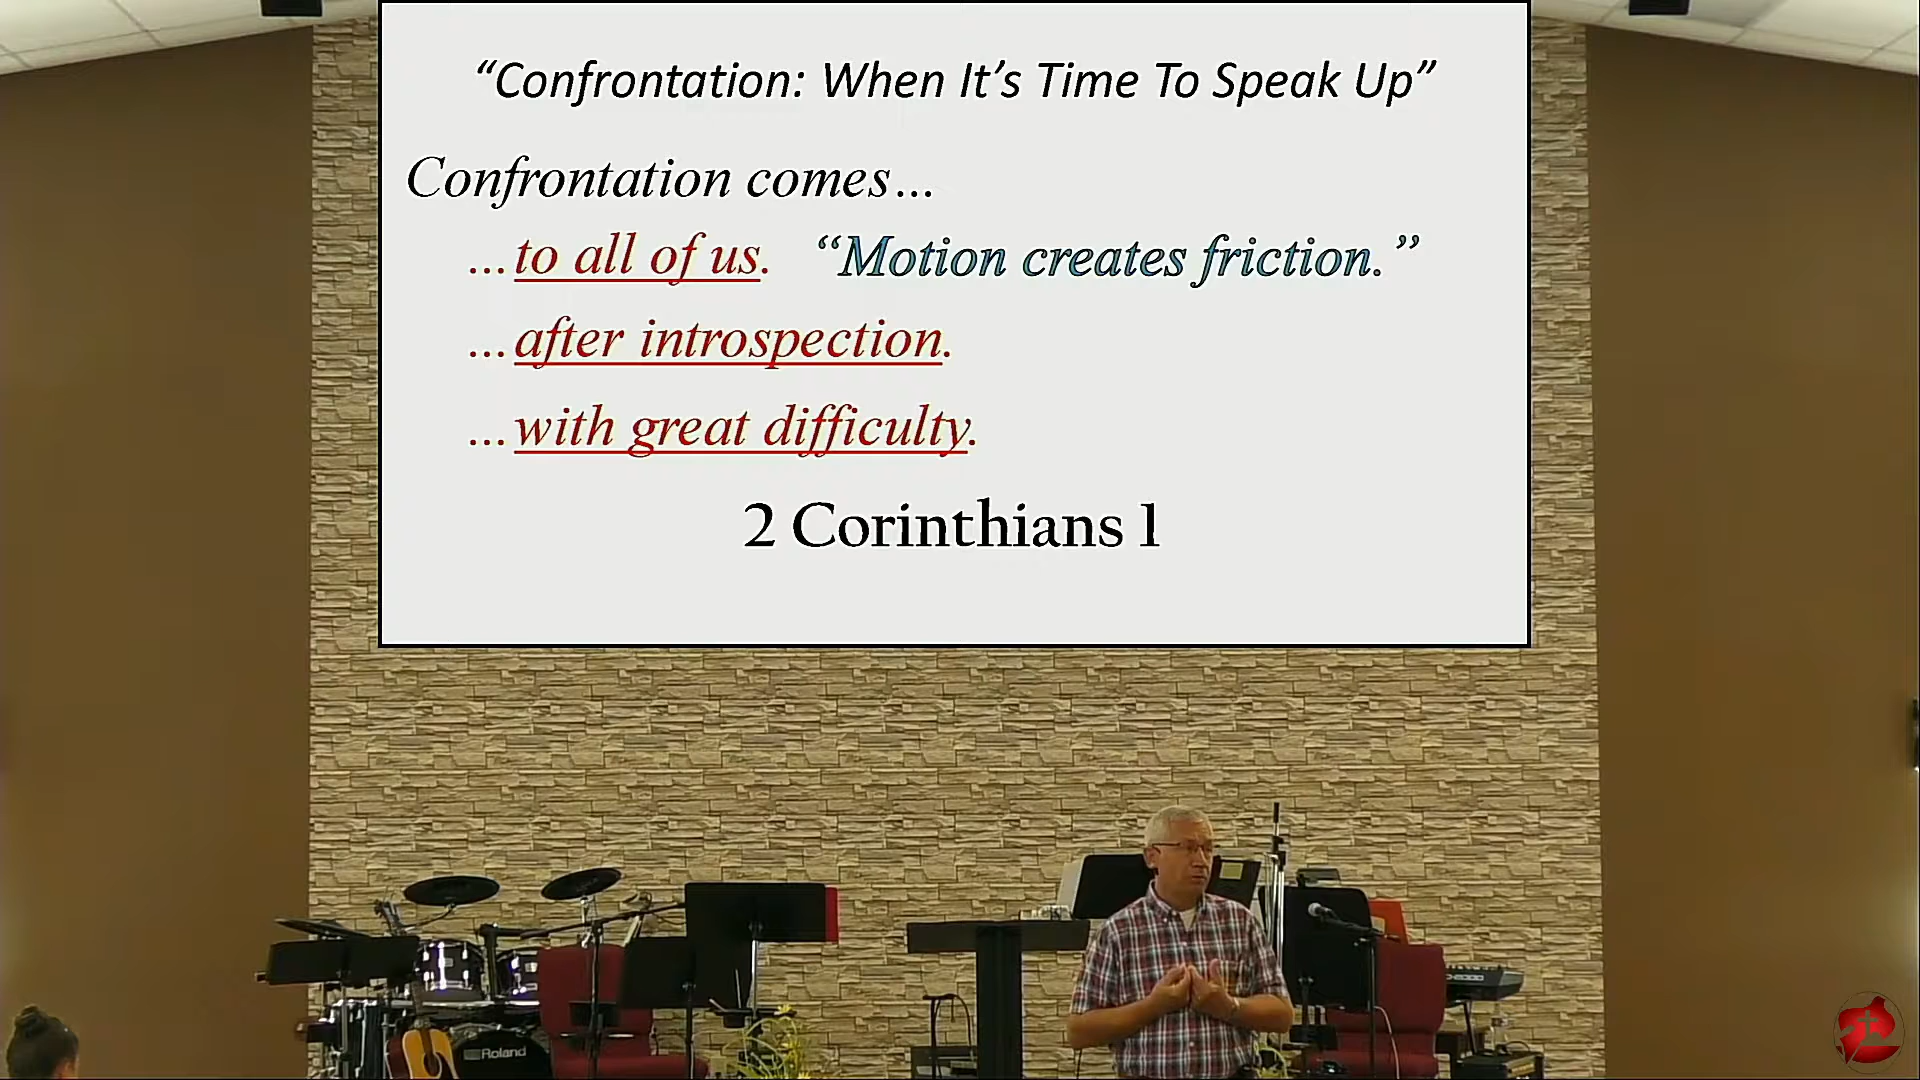 “Confrontation: When It’s Time To Speak Up”
Confrontation comes…
…to all of us. “Motion creates friction.”
…after introspection.
…with great difficulty.
2 Corinthians 1
Roland